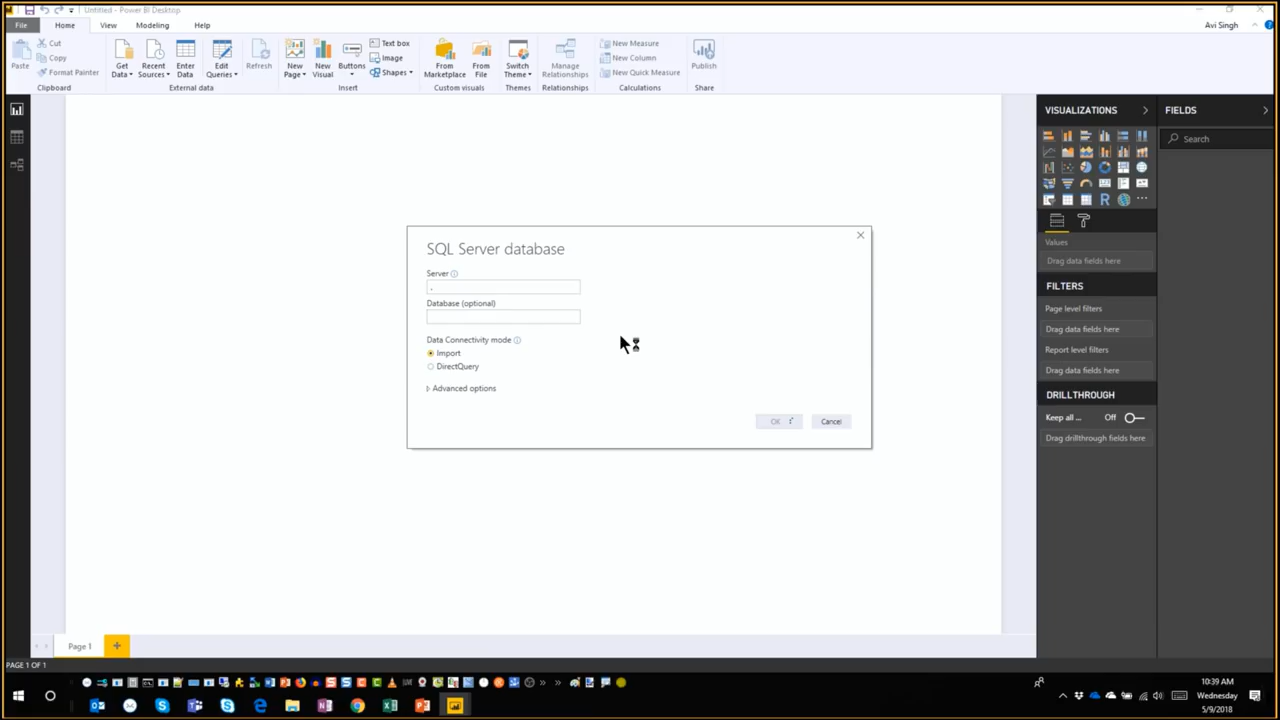 Untitled - Power BI Desktop
File Home View Modeling Help
Avi Singh
Paste
Cut
Copy
Format Painter
Clipboard
Get Data
Recent Sources
Enter Data
Edit Queries
Refresh
External data
New Page
New Visual
Buttons
Text box
Image
Shapes
Insert
From Marketplace
From File
Custom visuals
Switch Theme
Themes
Manage Relationships
Relationships
New Measure
New Column
New Quick Measure
Calculations
Publish
Share
SQL Server database
Server
.
Database (optional)
Data Connectivity mode
Import
DirectQuery
Advanced options
OK
Cancel
VISUALIZATIONS
R
Values
Drag data fields here
FILTERS
Page level filters
Drag data fields here
Report level filters
Drag data fields here
DRILLTHROUGH
Keep all ... Off
Drag drillthrough fields here
FIELDS
Search
Page 1
PAGE 1 OF 1
10:39 AM
Wednesday
5/9/2018